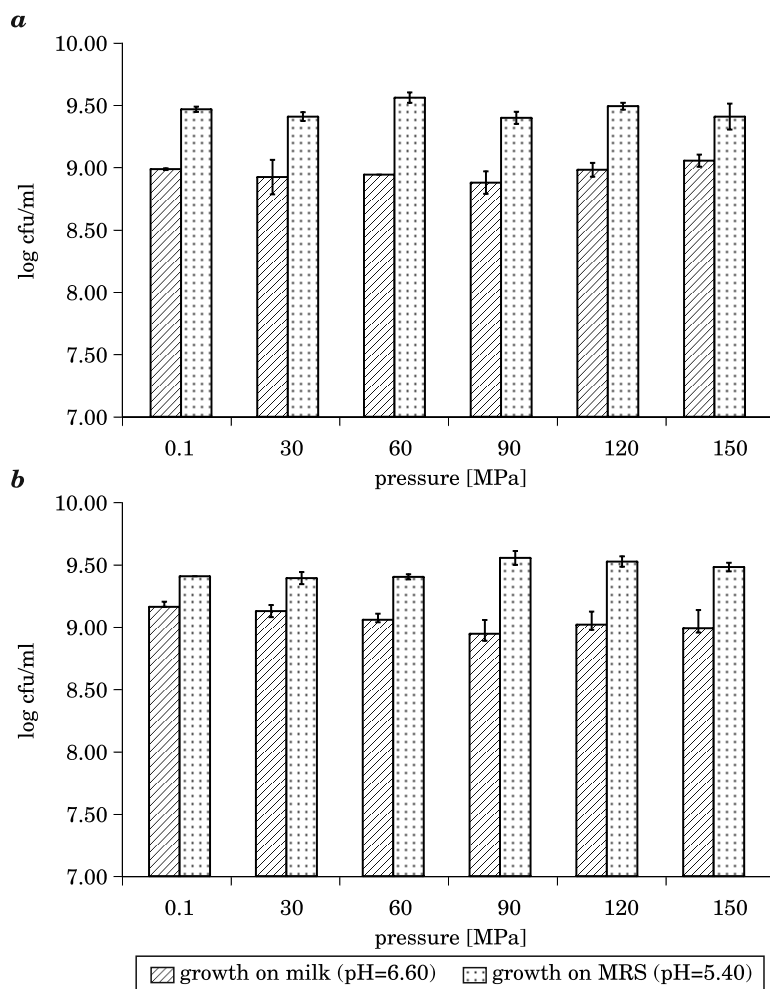 a
10.00
9.50
9.00
8.50
8.00
7.50
7.00
log cfu/ml
0.1 30 60 90 120 150
pressure [MPa]
b
10.00
9.50
9.00
8.50
8.00
7.50
7.00
log cfu/ml
0.1 30 60 90 120 150
pressure [MPa]
growth on milk (pH=6.60) growth on MRS (pH=5.40)